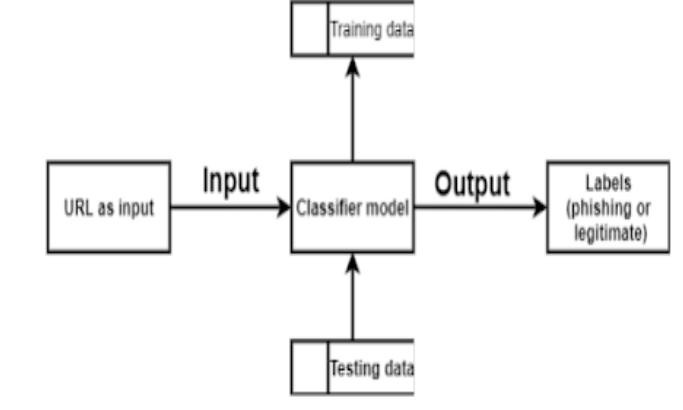 Training data
Input
Output
URL as input
Classifier model
Labels
(phishing or
legitimate)
Testing data